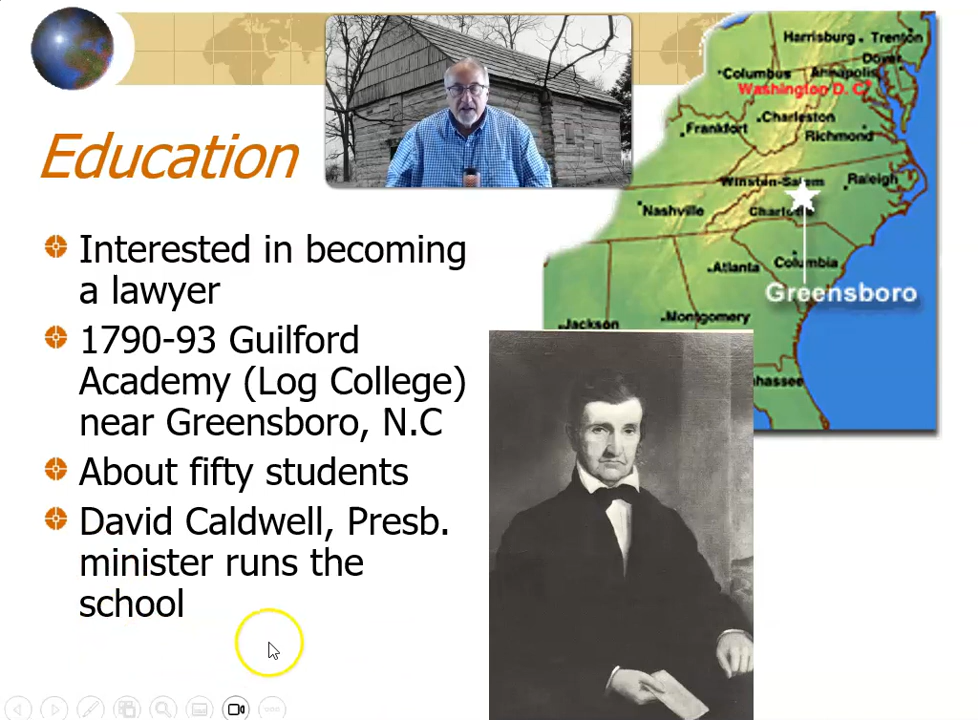 Education
Interested in becoming
a lawyer
1790-93 Guilford
Academy (Log College)
near Greensboro, N.C
About fifty students
David Caldwell, Presb.
minister runs the
school
Harrisburg
Trenton
Dover
Columbus
Annapolis
Washington D. C
Charleston
Frankfort
Richmond
Winston-Salem
Raleigh
Nashville
Charlotte
Columbia
Atlanta
Greensboro
Montgomery
Jackson
hassee